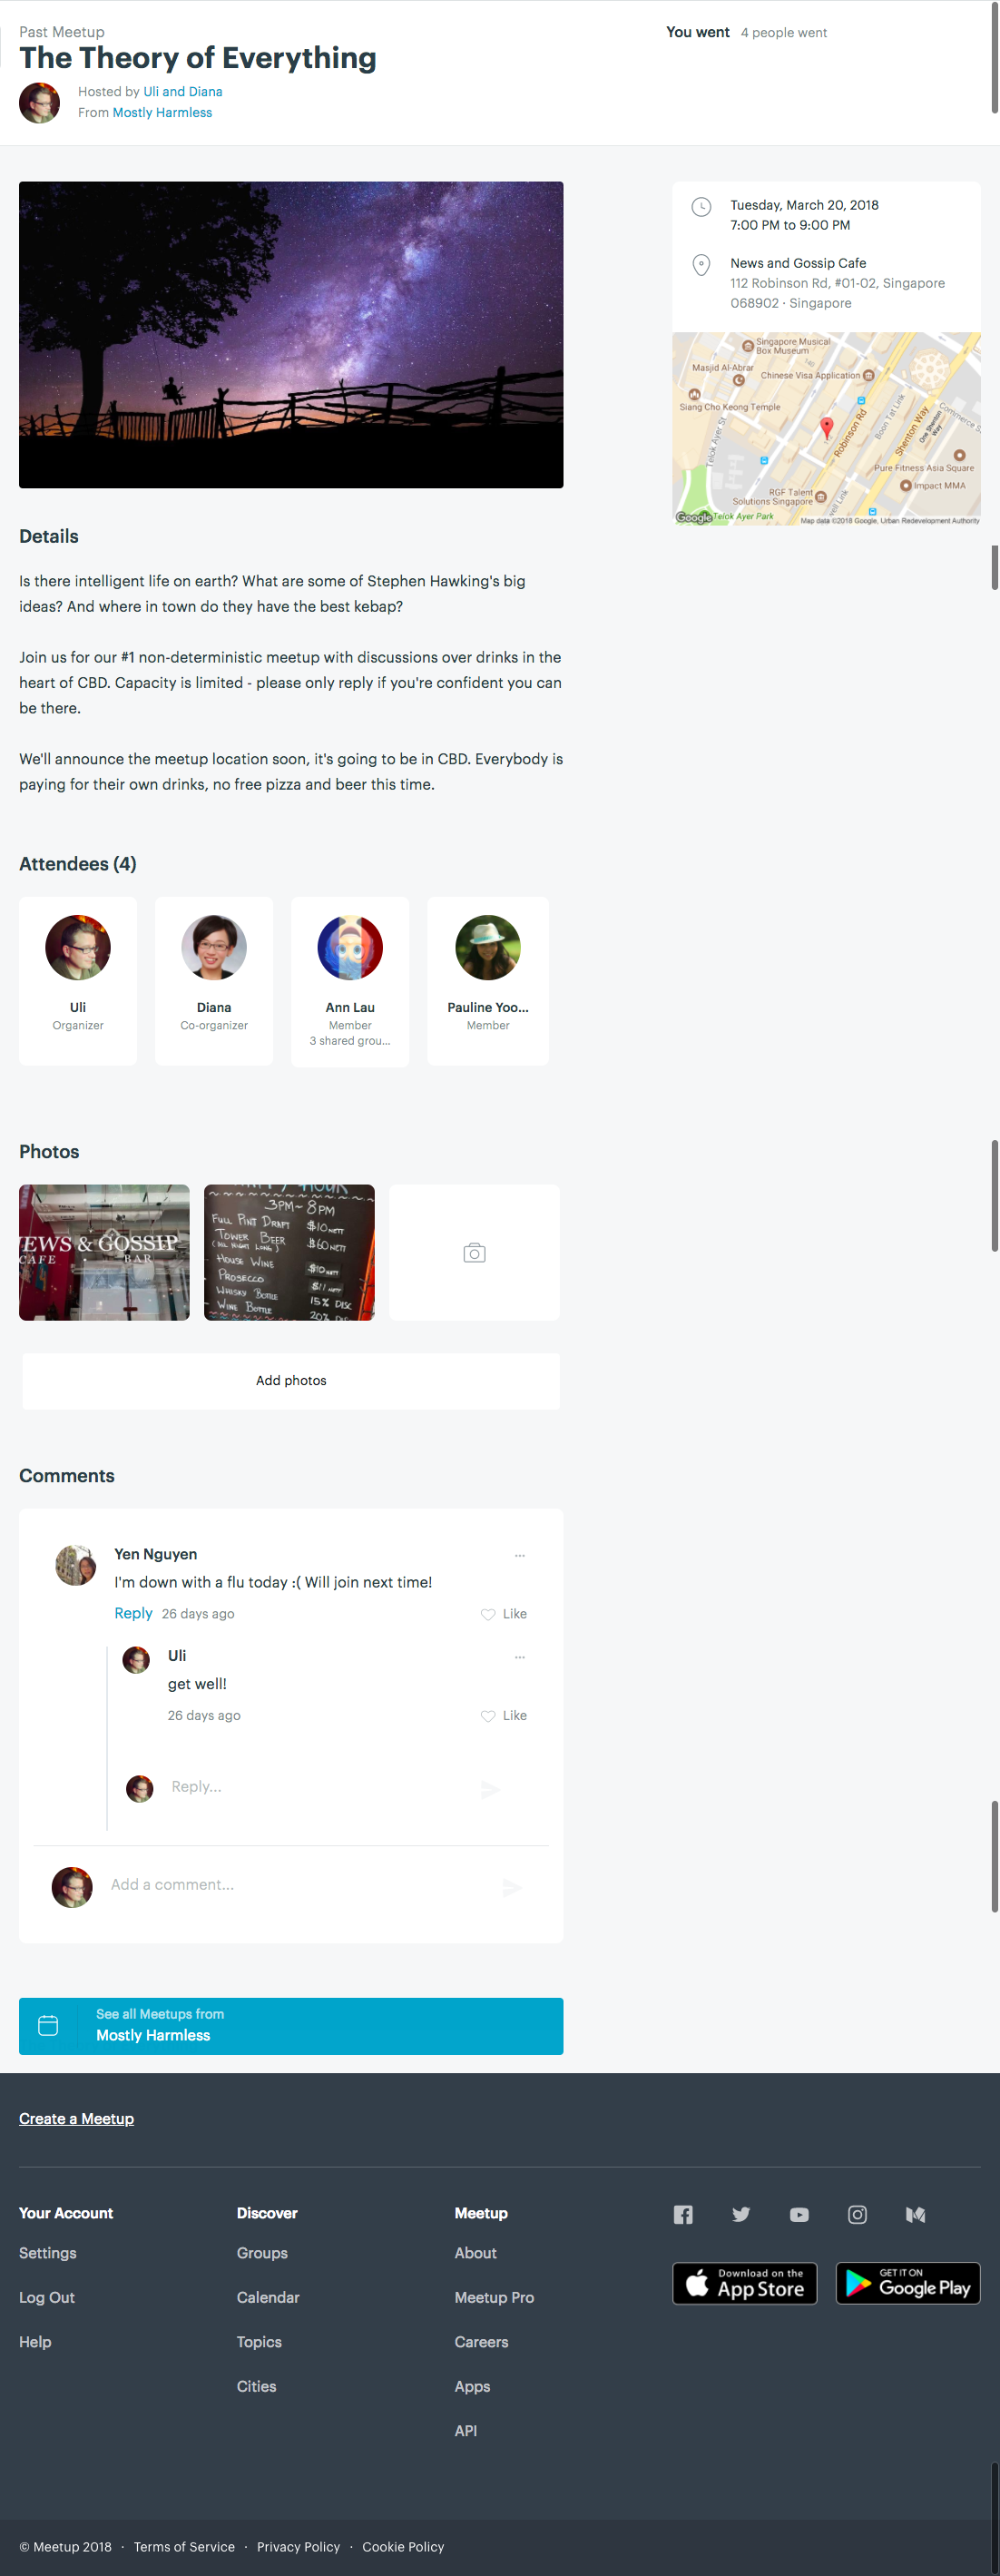 Past Meetup
The Theory of Everything
Hosted by Uli and Diana
From Mostly Harmless
You went 4 people went
Tuesday, March 20, 2018
7:00 PM to 9:00 PM
News and Gossip Cafe
112 Robinson Rd, #01-02, Singapore
068902 · Singapore
Singapore Musical
Box Museum
Masjid Al-Abrar
Chinese Visa Application
Siang Cho Keong Temple
Telok Ayer St
Robinson Rd
Boon Tat Link
Shenton Way
One Shenton
Way
Commerce S
Pure Fitness Asia Square
Impact MMA
RGF Talent
Solutions Singapore
well Link
Google
Telok Ayer Park
Map data ©2018 Google, Urban Redevelopment Authority
Details
Is there intelligent life on earth? What are some of Stephen Hawking's big
ideas? And where in town do they have the best kebap?
Join us for our #1 non-deterministic meetup with discussions over drinks in the
heart of CBD. Capacity is limited - please only reply if you're confident you can
be there.
We'll announce the meetup location soon, it's going to be in CBD. Everybody is
paying for their own drinks, no free pizza and beer this time.
Attendees (4)
Uli
Organizer
Diana
Co-organizer
Ann Lau
Member
3 shared grou...
Pauline Yoo...
Member
Photos
EWS & GOSSIP
CAFE · BAR
HOUR
3PM~8PM
FULL PINT DRAFT $10 NETT
TOWER BEER $60 NETT
(ALL NIGHT LONG)
HOUSE WINE $10 NETT
PROSECCO $11 NETT
WHISKY BOTTLE 15% DISC
WINE BOTTLE 20% DISC
Add photos
Comments
Yen Nguyen
...
I'm down with a flu today :( Will join next time!
Reply 26 days ago Like
Uli
...
get well!
26 days ago Like
Reply...
Add a comment...
See all Meetups from
Mostly Harmless
Create a Meetup
Your Account
Settings
Log Out
Help
Discover
Groups
Calendar
Topics
Cities
Meetup
About
Meetup Pro
Careers
Apps
API
Download on the
App Store
GET IT ON
Google Play
© Meetup 2018 · Terms of Service · Privacy Policy · Cookie Policy